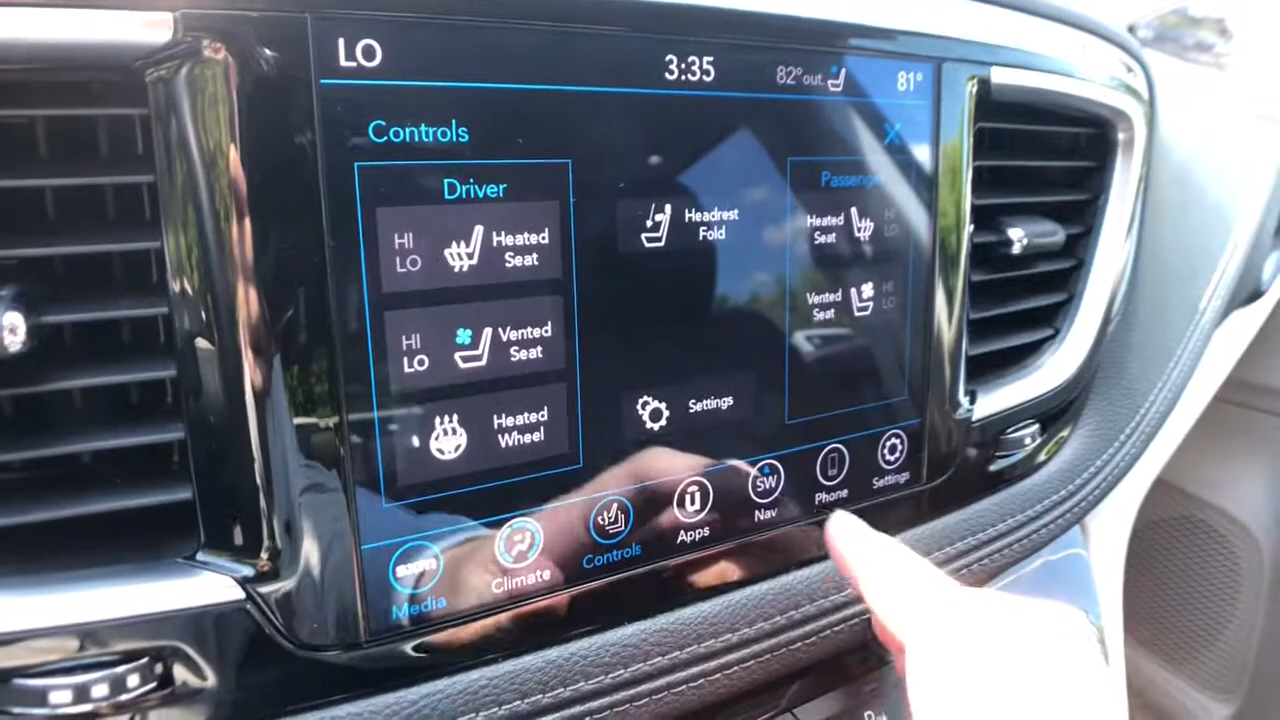 LO 3:35 82°out. 81°
Controls X
Driver
HI
LO
Heated
Seat
HI
LO
Vented
Seat
Heated
Wheel
Headrest
Fold
Settings
Passenger
Heated
Seat
HI
LO
Vented
Seat
HI
LO
Media
Climate
Controls
Apps
SW
Nav
Phone
Settings